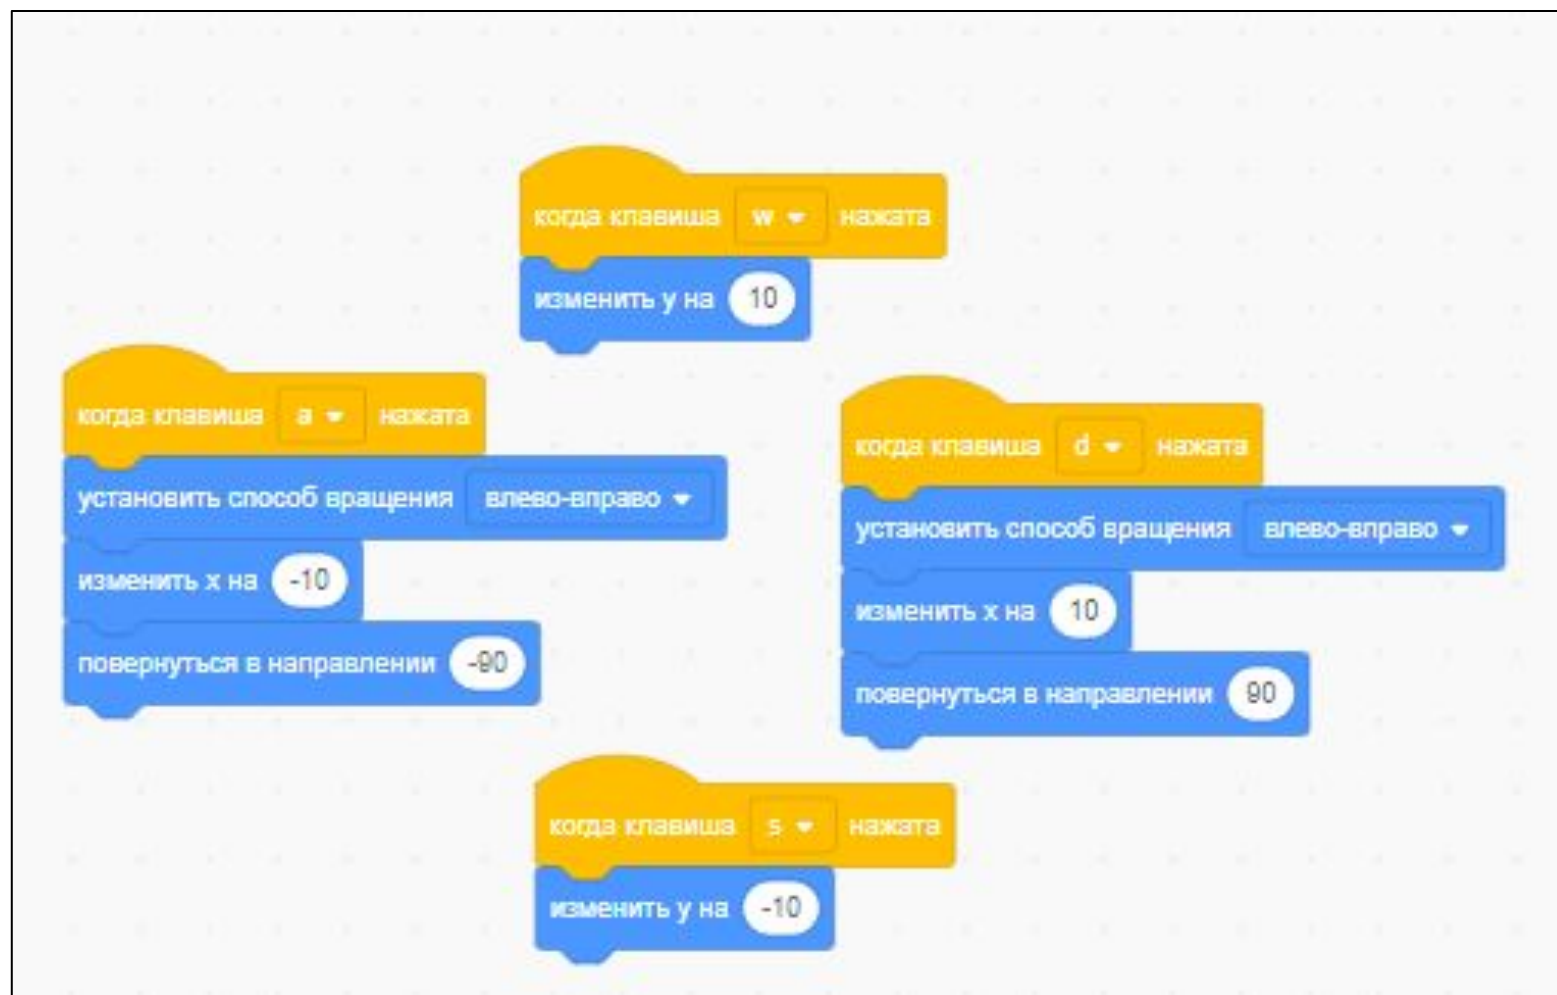 когда клавиша w нажата
изменить y на 10
когда клавиша a нажата
установить способ вращения влево-вправо
изменить x на -10
повернуться в направлении -90
когда клавиша d нажата
установить способ вращения влево-вправо
изменить x на 10
повернуться в направлении 90
когда клавиша s нажата
изменить y на -10